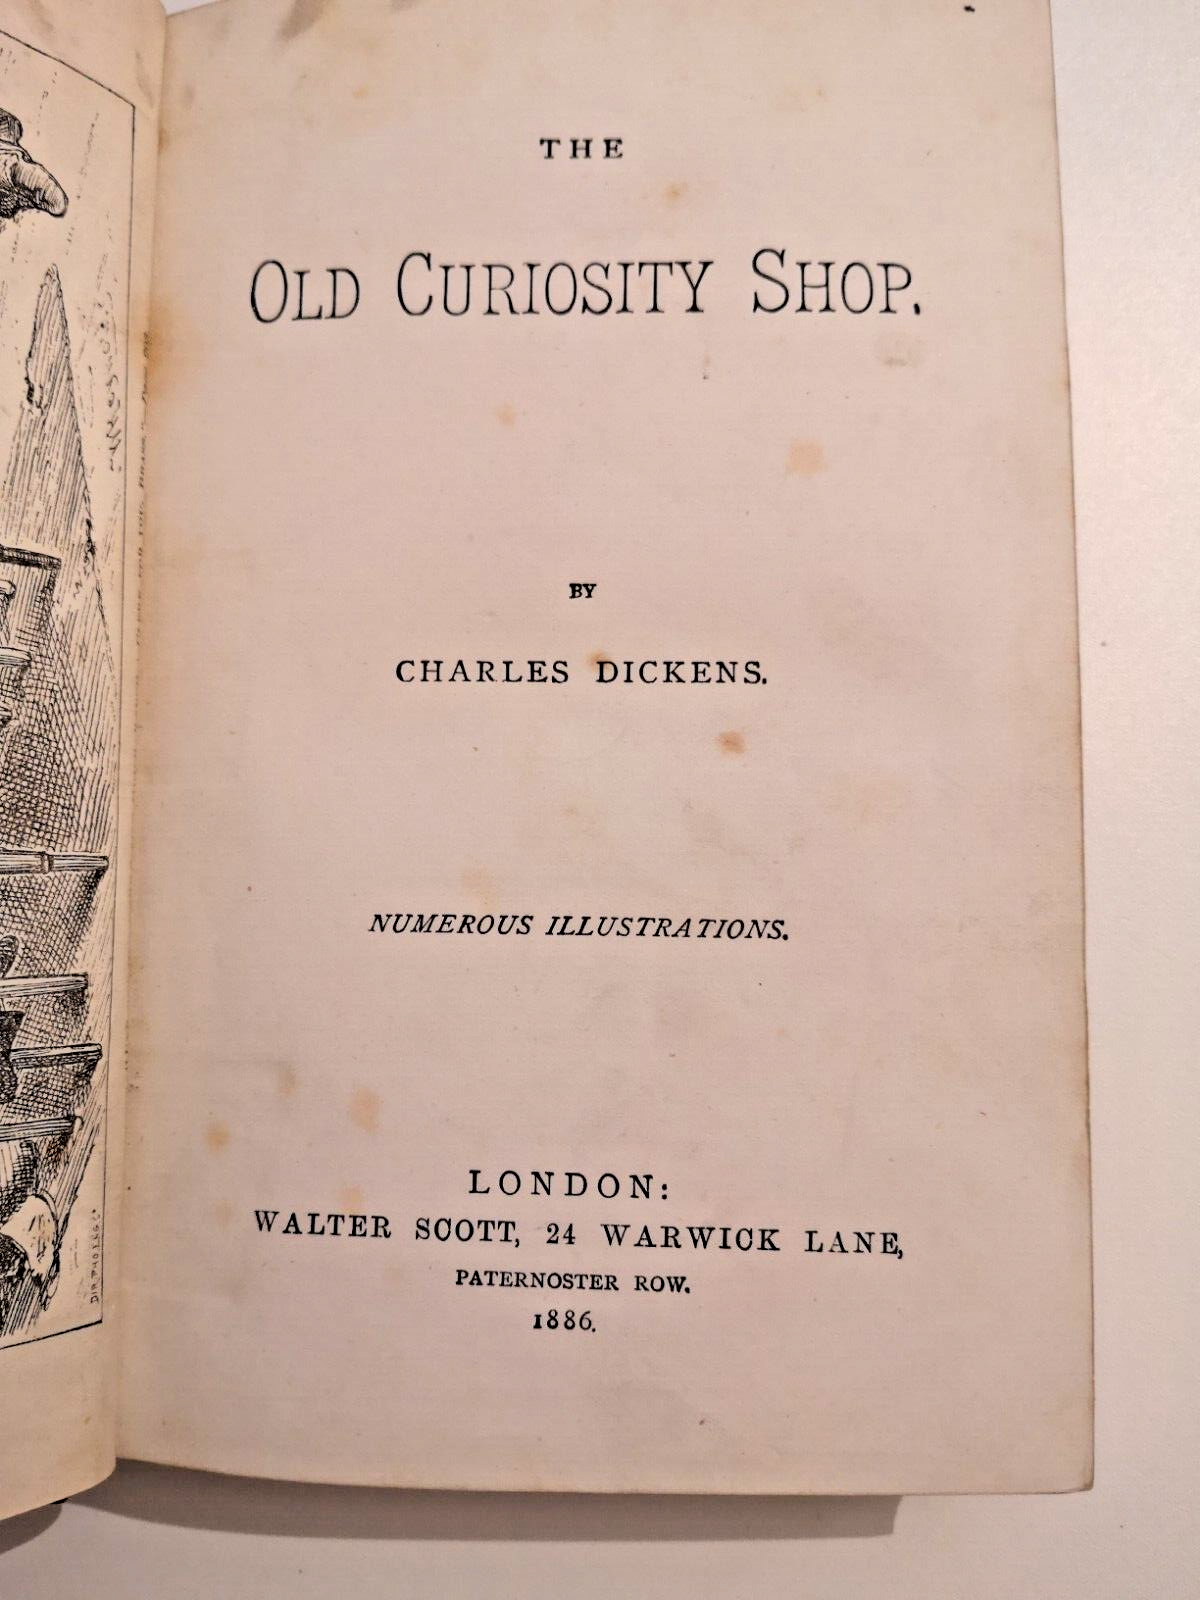 THE
OLD CURIOSITY SHOP.
BY
CHARLES DICKENS.
NUMEROUS ILLUSTRATIONS.
LONDON:
WALTER SCOTT, 24 WARWICK LANE,
PATERNOSTER ROW.
1886.